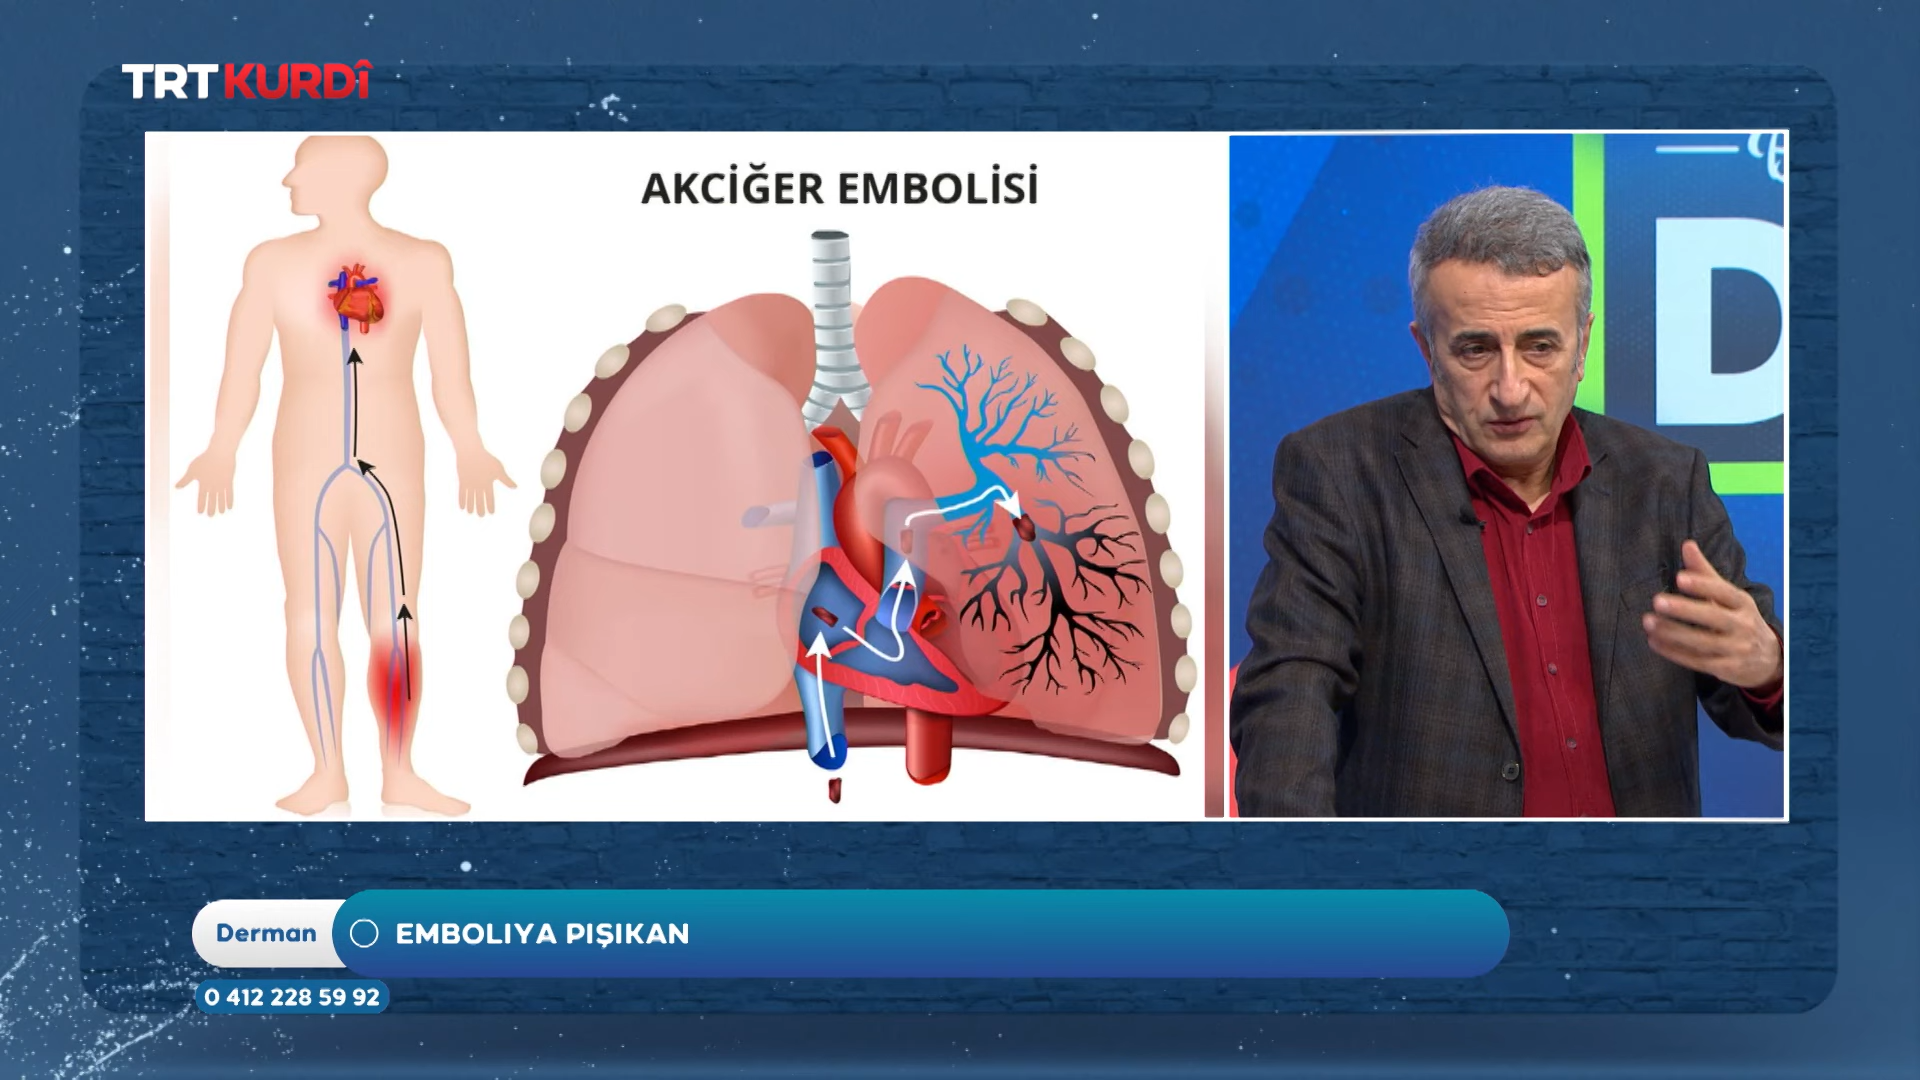 TRT KURDÎ
AKCİĞER EMBOLİSİ
D
Derman
EMBOLIYA PIŞIKAN
0 412 228 59 92